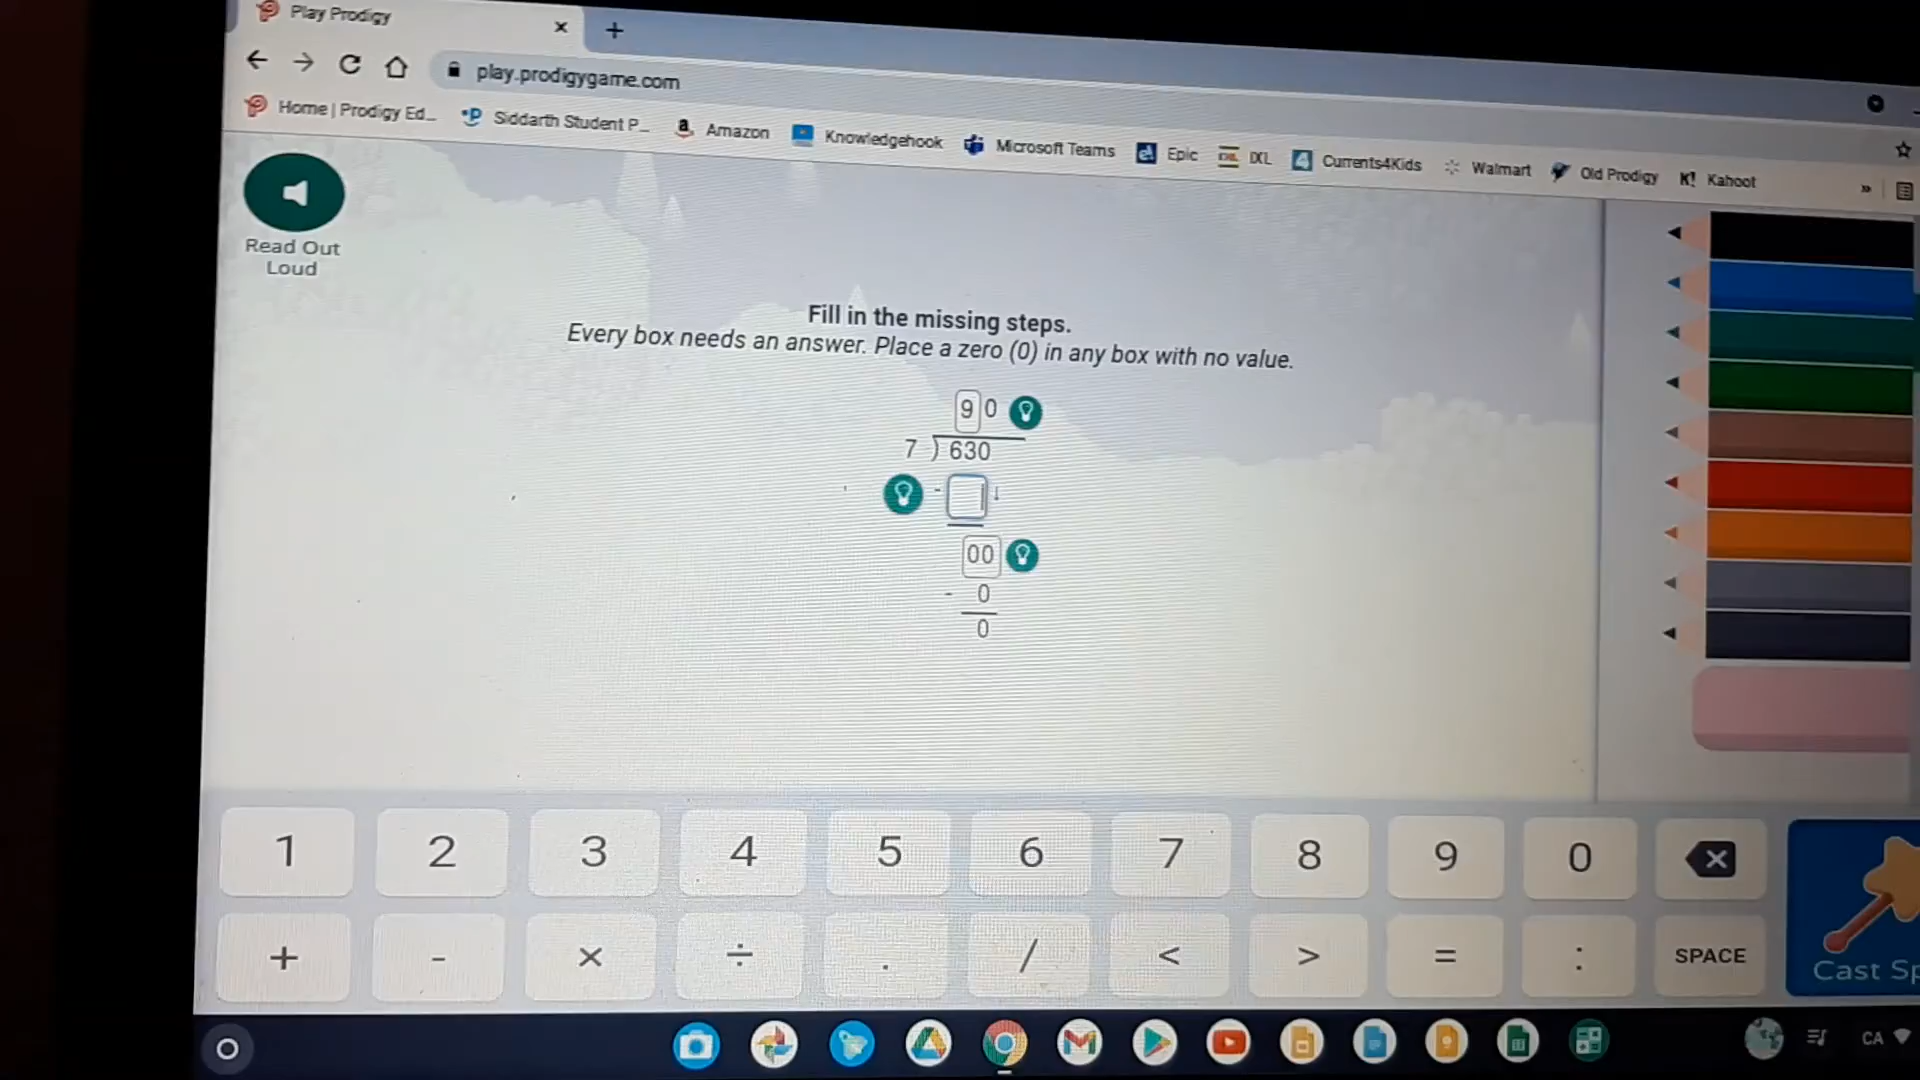 Play Prodigy
play.prodigygame.com
Home | Prodigy Ed...
Siddarth Student P...
Amazon
Knowledgehook
Microsoft Teams
Epic
IXL
Currents4Kids
Walmart
Old Prodigy
K! Kahoot
»
Read Out
Loud
Fill in the missing steps.
Every box needs an answer. Place a zero (0) in any box with no value.
9 0
7 ) 630
- ↓
00
- 0
0
1 2 3 4 5 6 7 8 9 0
+ - × ÷ . / < > = : SPACE
Cast Sp
CA